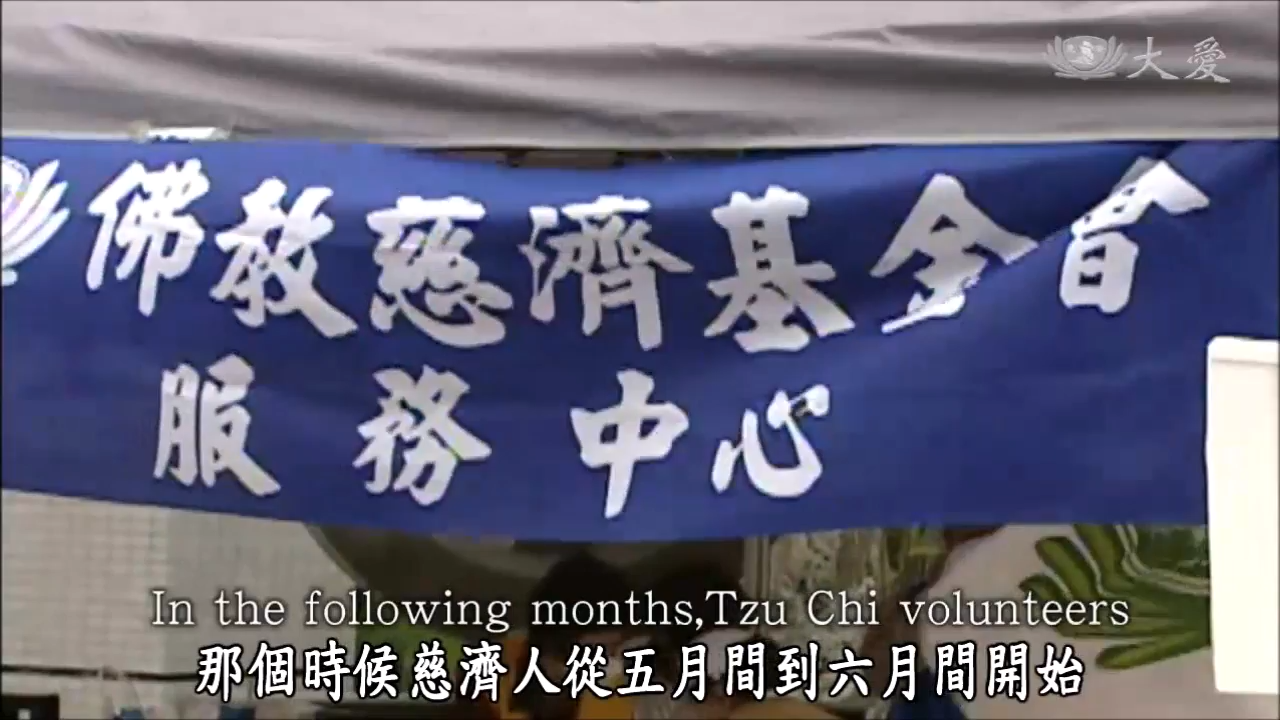 大愛
佛教慈濟基金會
服務中心
In the following months,Tzu Chi volunteers
那個時候慈濟人從五月間到六月間開始